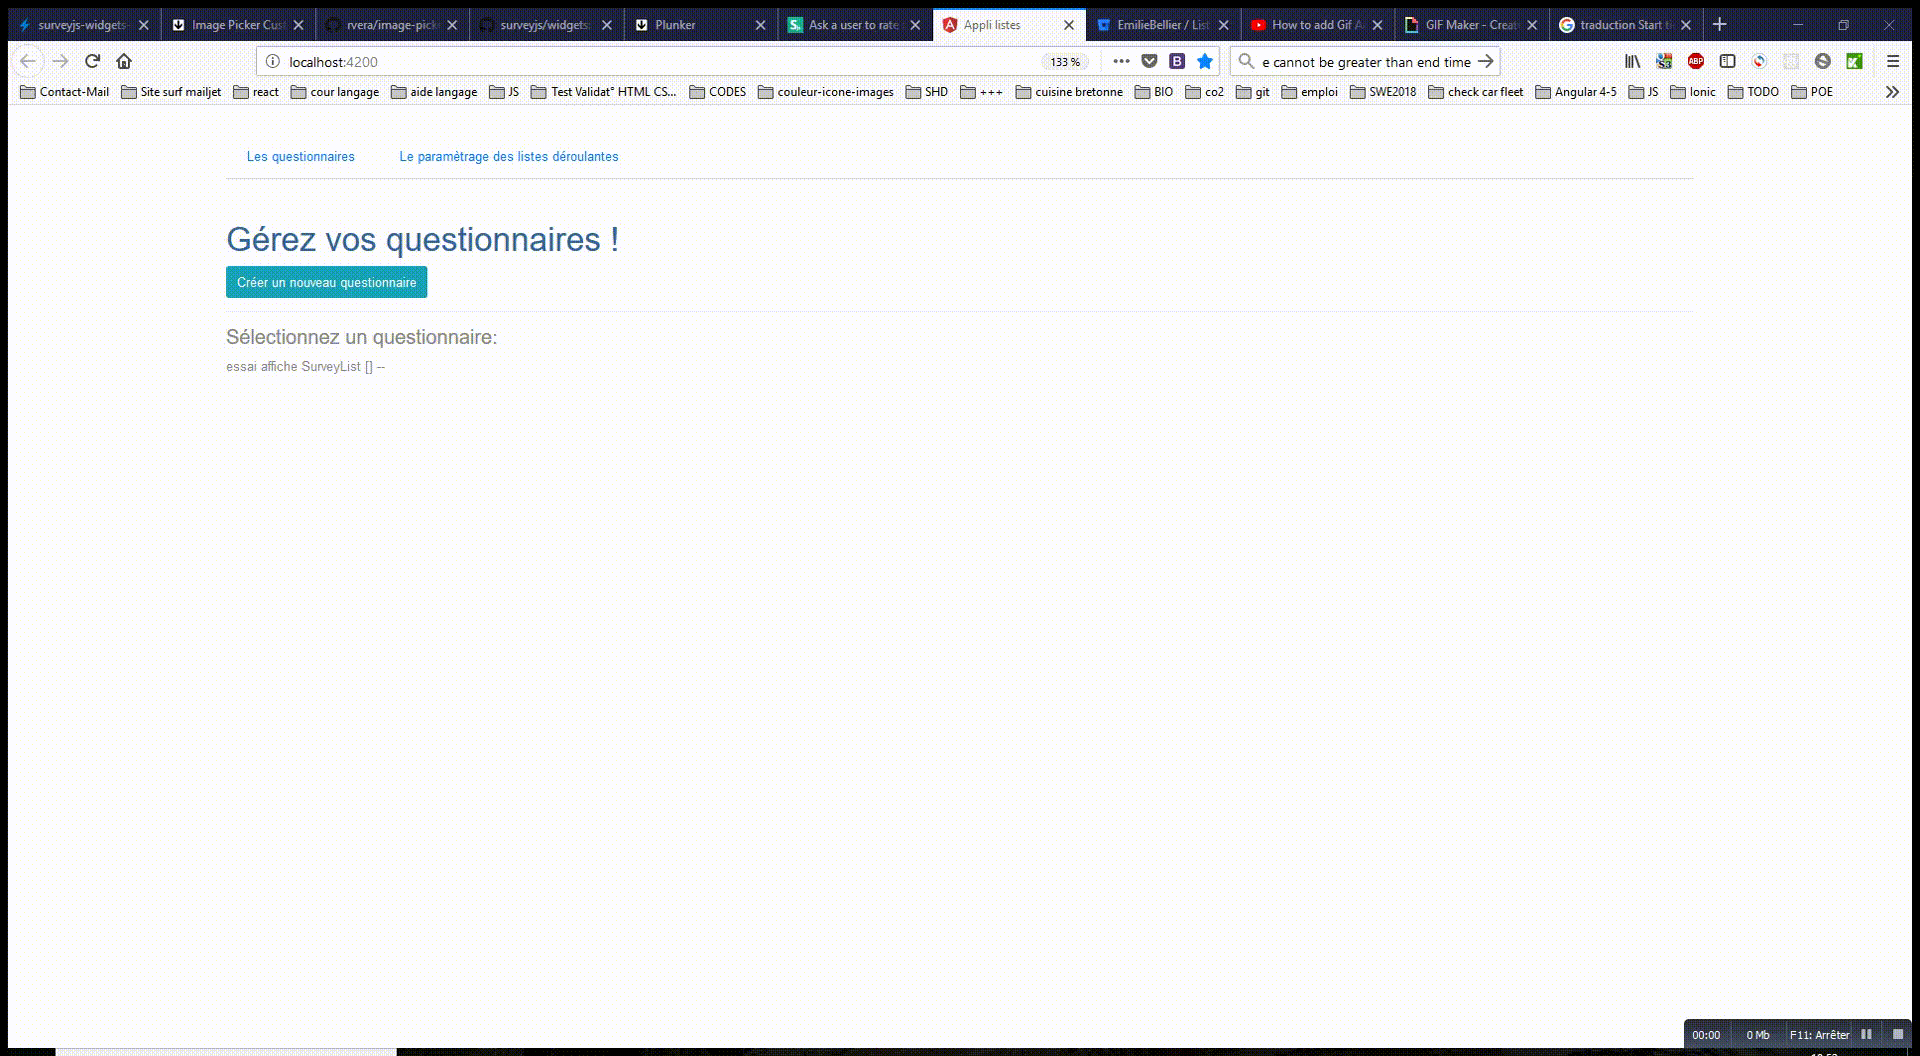 surveyjs-widgets
Image Picker Cus
rvera/image-pick
surveyjs/widgets:
Plunker
S. Ask a user to rate
Appli listes
EmilieBellier / List
How to add Gif A
GIF Maker - Creat
traduction Start ti
localhost:4200
133 %
B
e cannot be greater than end time
ABP
Contact-Mail
Site surf mailjet
react
cour langage
aide langage
JS
Test Validat° HTML CS...
CODES
couleur-icone-images
SHD
+++
cuisine bretonne
BIO
co2
git
emploi
SWE2018
check car fleet
Angular 4-5
JS
Ionic
TODO
POE
Les questionnaires
Le paramètrage des listes déroulantes
Gérez vos questionnaires !
Créer un nouveau questionnaire
Sélectionnez un questionnaire:
essai affiche SurveyList [] --
00:00
0 Mb
F11: Arrêter